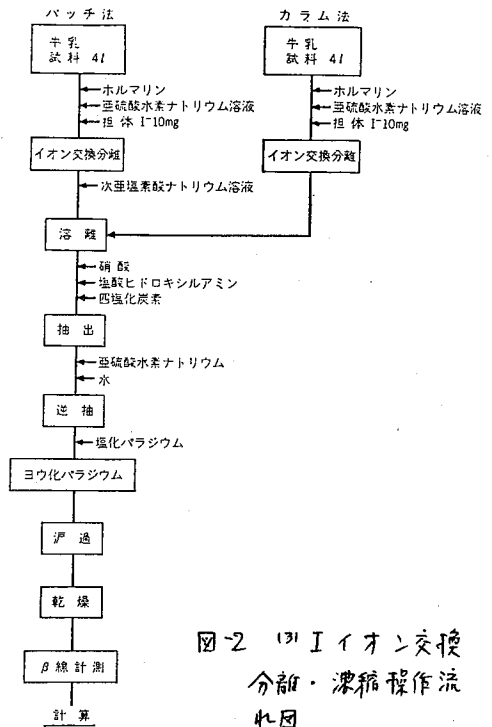 バッチ法
カラム法
牛乳
試料 4l
牛乳
試料 4l
ホルマリン
亜硫酸水素ナトリウム溶液
担体 I⁻10mg
ホルマリン
亜硫酸水素ナトリウム溶液
担体 I⁻10mg
イオン交換分離
イオン交換分離
次亜塩素酸ナトリウム溶液
溶離
硝酸
塩酸ヒドロキシルアミン
四塩化炭素
抽出
亜硫酸水素ナトリウム
水
逆抽
塩化パラジウム
ヨウ化パラジウム
沪過
乾燥
β線計測
計算
図-2 ¹³¹I イオン交換
分離・濃縮操作流
れ図